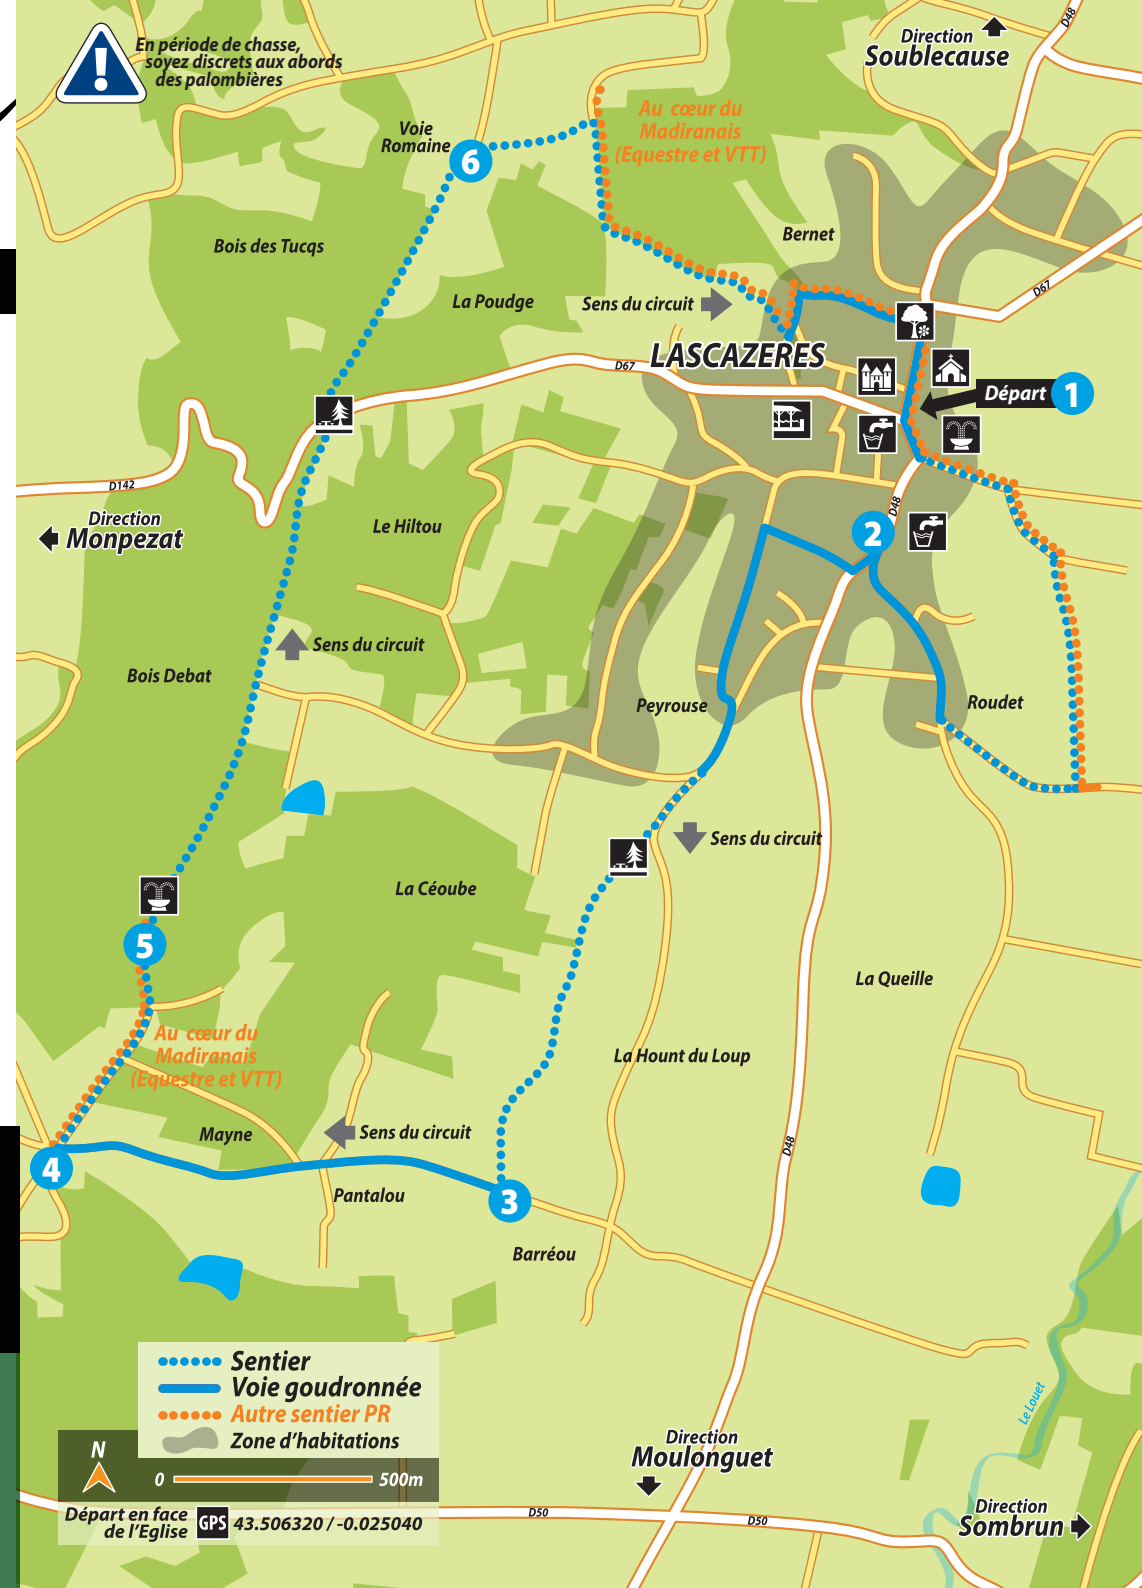 En période de chasse,
soyez discrets aux abords
des palombières
Direction
Soublecause
D48
Voie
Romaine
6
Au cœur du
Madiranais
(Equestre et VTT)
Bernet
Bois des Tucqs
La Poudge
Sens du circuit
D67
LASCAZERES
D67
Départ
1
D142
Direction
Monpezat
Le Hiltou
D48
2
Sens du circuit
Bois Debat
Peyrouse
Roudet
Sens du circuit
La Céoube
5
La Queille
Au cœur du
Madiranais
(Equestre et VTT)
La Hount du Loup
Mayne
Sens du circuit
D48
4
Pantalou
3
Barréou
Sentier
Voie goudronnée
Autre sentier PR
Zone d'habitations
Le Louet
N
0
500m
Direction
Moulonguet
Départ en face
de l'Eglise
GPS
43.506320 / -0.025040
D50
D50
Direction
Sombrun